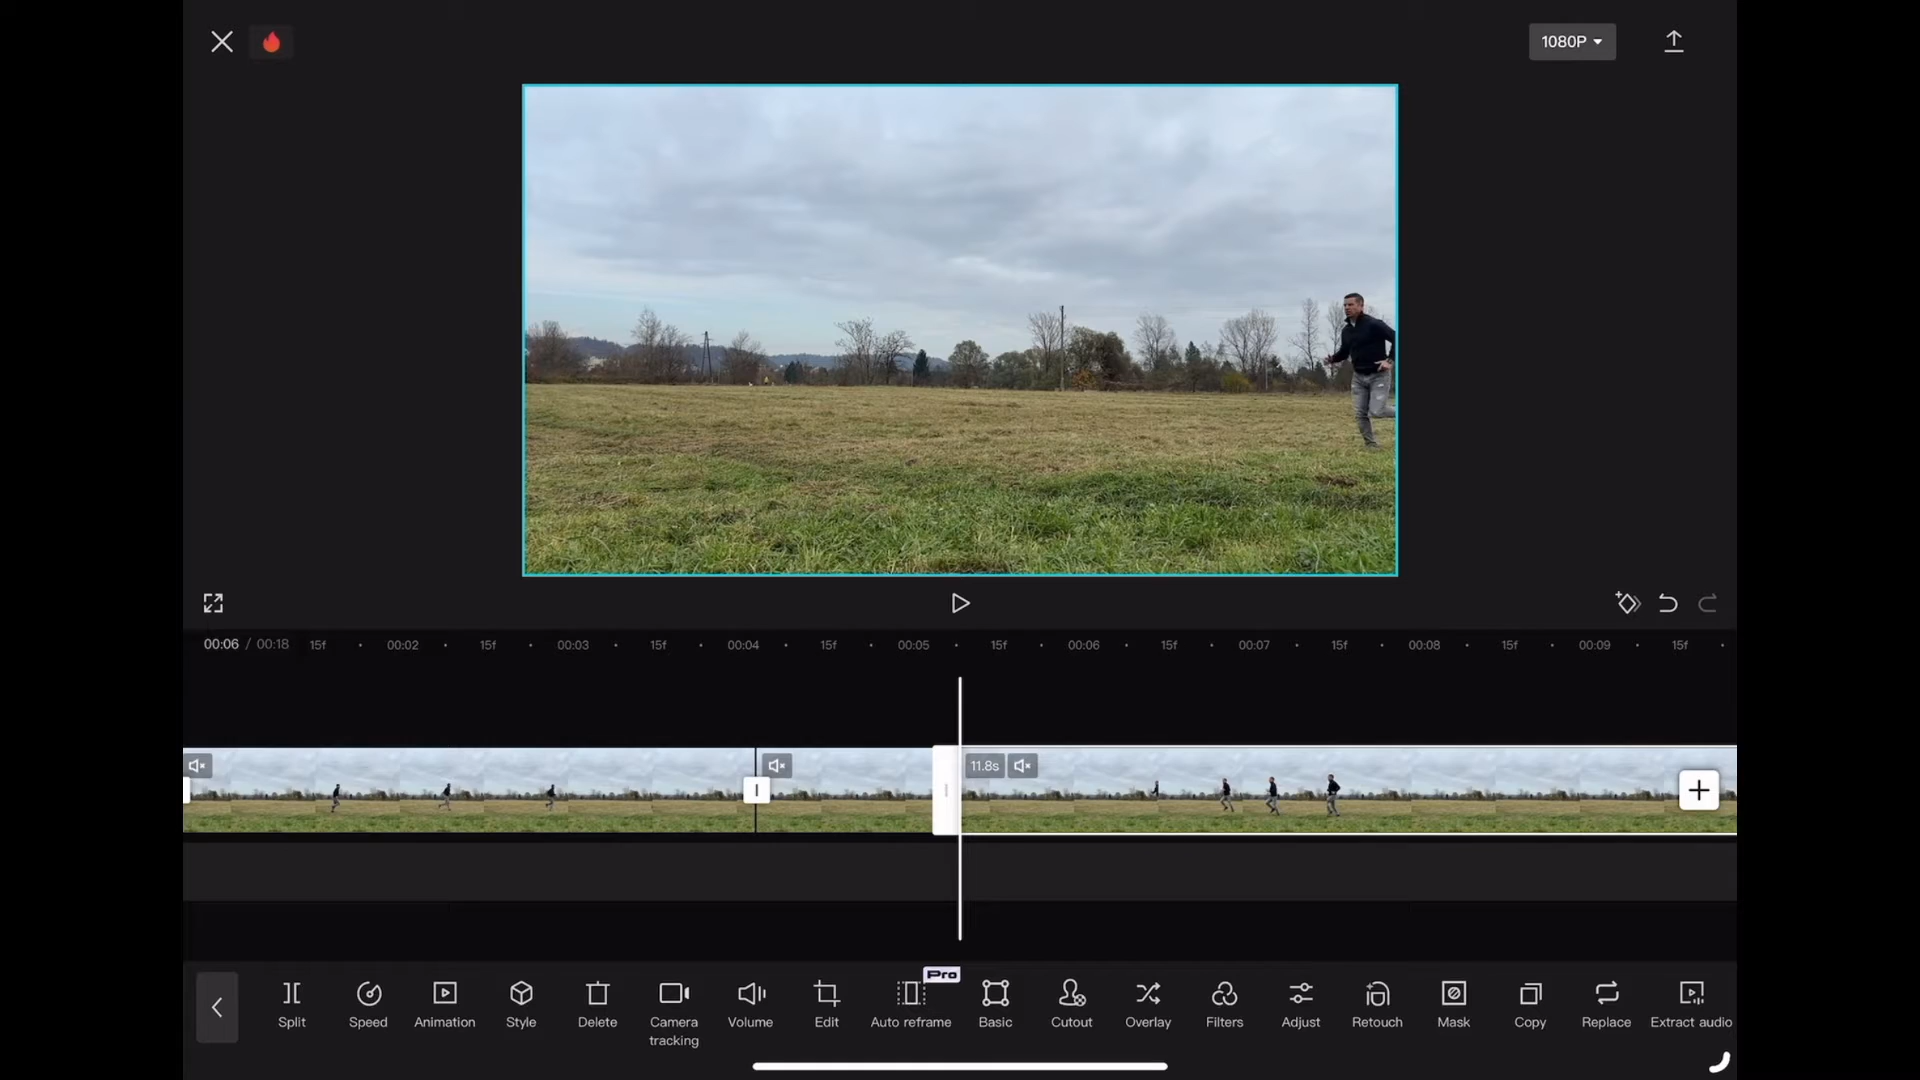 1080P
00:06 / 00:18 15f 00:02 15f 00:03 15f 00:04 15f 00:05 15f 00:06 15f 00:07 15f 00:08 15f 00:09 15f
11.8s
Pro
Split Speed Animation Style Delete Camera tracking Volume Edit Auto reframe Basic Cutout Overlay Filters Adjust Retouch Mask Copy Replace Extract audio